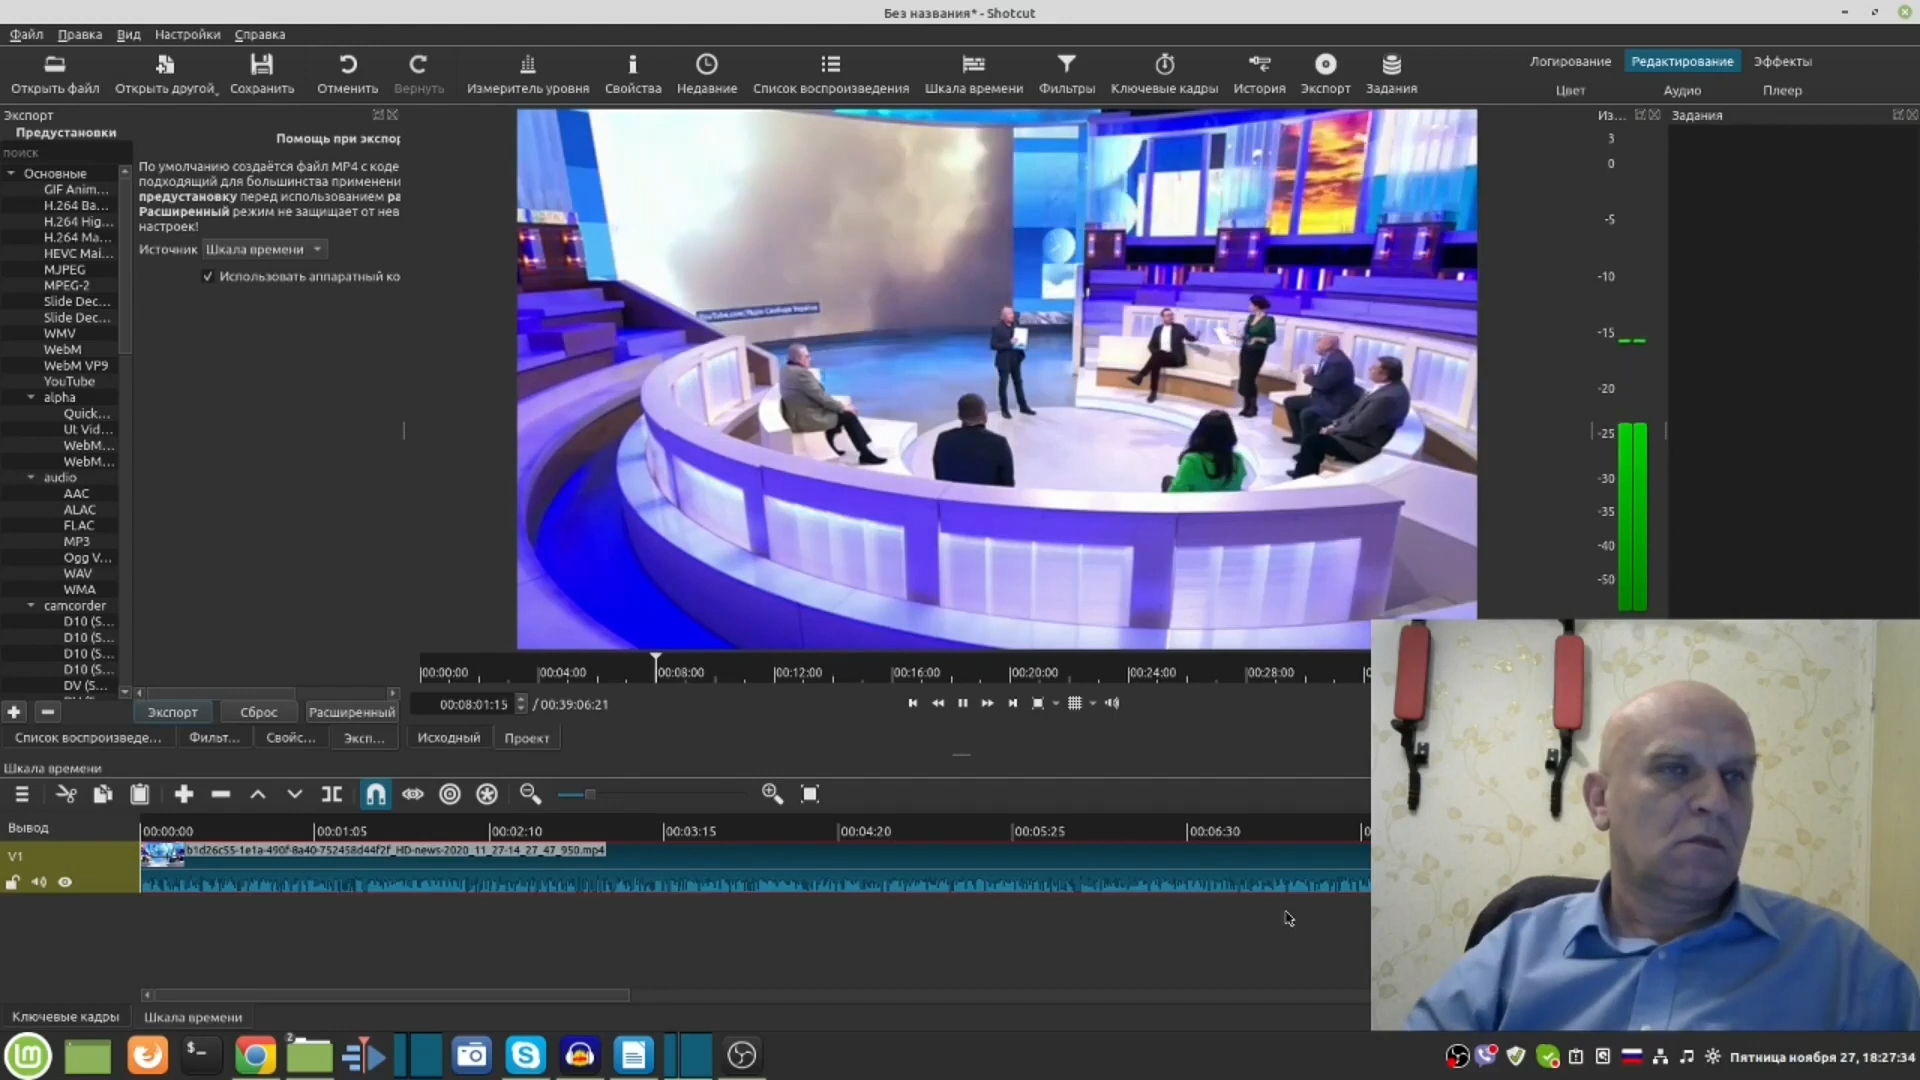 Без названия* - Shotcut
Файл Правка Вид Настройки Справка
Открыть файл Открыть другой Сохранить Отменить Вернуть Измеритель уровня Свойства Недавние Список воспроизведения Шкала времени Фильтры Ключевые кадры История Экспорт Задания
Логирование Редактирование Эффекты
Цвет Аудио Плеер
Экспорт
Предустановки
поиск
Основные
GIF Anim...
H.264 Ba...
H.264 Hig...
H.264 Ma...
HEVC Mai...
MJPEG
MPEG-2
Slide Dec...
Slide Dec...
WMV
WebM
WebM VP9
YouTube
alpha
Quick...
Ut Vid...
WebM...
WebM...
audio
AAC
ALAC
FLAC
MP3
Ogg V...
WAV
WMA
camcorder
D10 (S...
D10 (S...
D10 (S...
D10 (S...
DV (S...
Помощь при экспор
По умолчанию создаётся файл MP4 с коде
подходящий для большинства применени
предустановку перед использованием ра
Расширенный режим не защищает от нев
настроек!
Источник Шкала времени
Использовать аппаратный ко
Экспорт Сброс Расширенный
Список воспроизведе... Фильт... Свойс... Эксп...
00:00:00 00:04:00 00:08:00 00:12:00 00:16:00 00:20:00 00:24:00 00:28:00
00:08:01:15 / 00:39:06:21
Исходный Проект
Из... Задания
3
0
-5
-10
-15
-20
-25
-30
-35
-40
-50
Шкала времени
Вывод
00:00:00 00:01:05 00:02:10 00:03:15 00:04:20 00:05:25 00:06:30
V1
b1d26c55-1e1a-490f-8a40-752458d44f2f_HD-news-2020_11_27-14_27_47_950.mp4
Ключевые кадры Шкала времени
2
Пятница ноября 27, 18:27:34